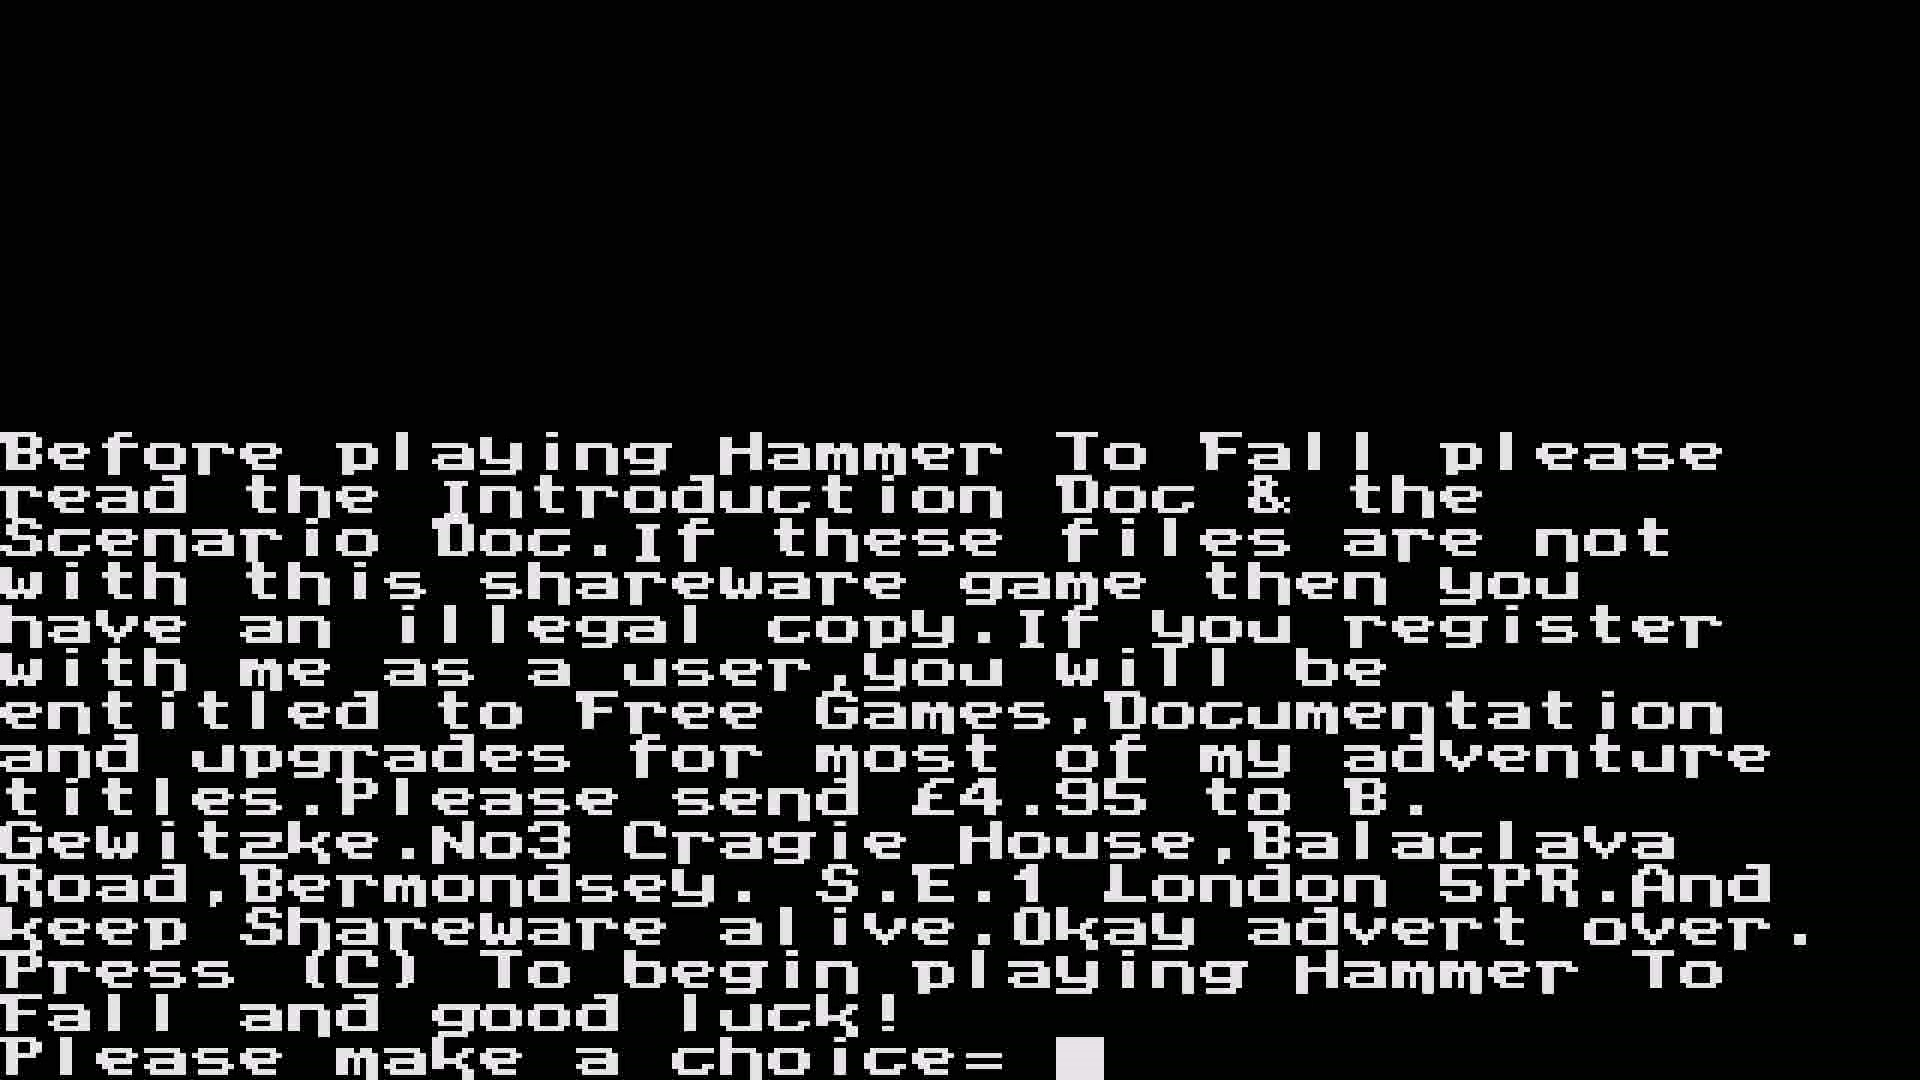 Before playing Hammer To Fall please
read the Introduction Doc & the
Scenario Doc.If these files are not
with this shareware game then you
have an illegal copy.If you register
with me as a user,you will be
entitled to Free Games,Documentation
and upgrades for most of my adventure
titles.Please send £4.95 to B.
Gewitzke.No3 Cragie House,Balaclava
Road,Bermondsey. S.E.1 London 5PR.And
keep Shareware alive.Okay advert over.
Press (C) To begin playing Hammer To
Fall and good luck!
Please make a choice=